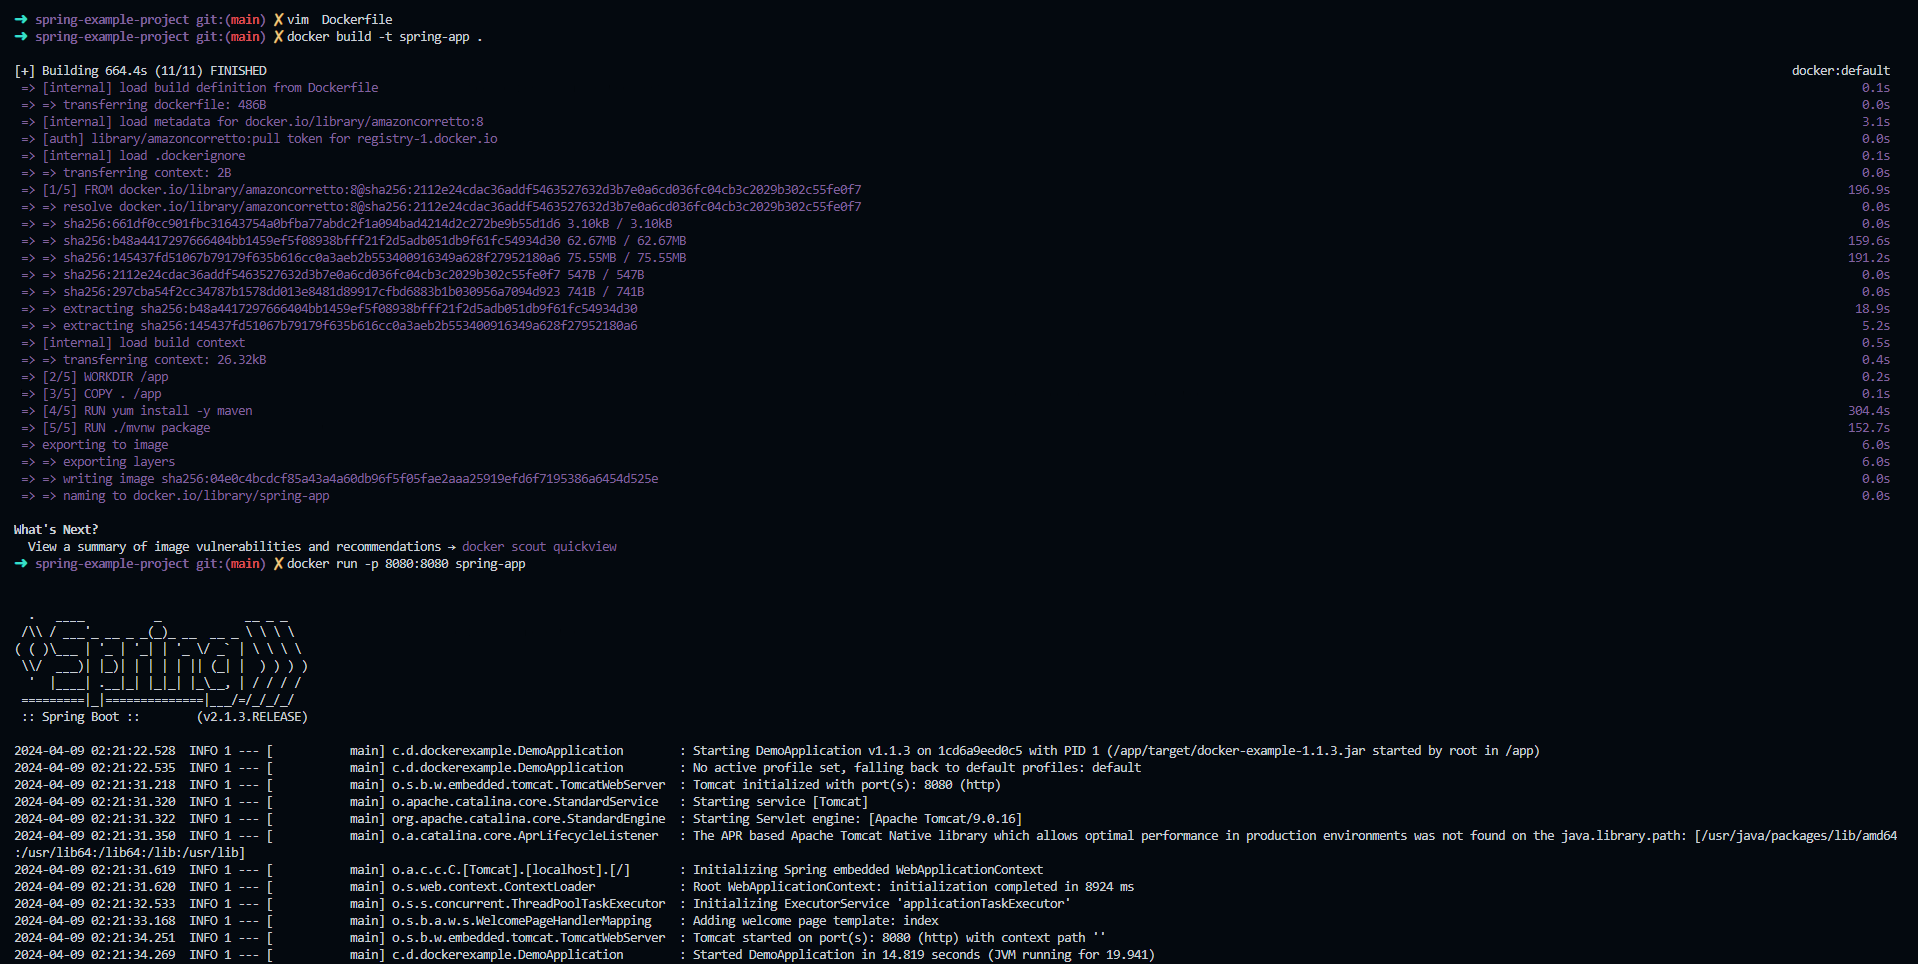 ➜ spring-example-project git:(main) ✗ vim  Dockerfile
➜ spring-example-project git:(main) ✗ docker build -t spring-app .
[+] Building 664.4s (11/11) FINISHED docker:default
=> [internal] load build definition from Dockerfile 0.1s
=> => transferring dockerfile: 486B 0.0s
=> [internal] load metadata for docker.io/library/amazoncorretto:8 3.1s
=> [auth] library/amazoncorretto:pull token for registry-1.docker.io 0.0s
=> [internal] load .dockerignore 0.1s
=> => transferring context: 2B 0.0s
=> [1/5] FROM docker.io/library/amazoncorretto:8@sha256:2112e24cdac36addf5463527632d3b7e0a6cd036fc04cb3c2029b302c55fe0f7 196.9s
=> => resolve docker.io/library/amazoncorretto:8@sha256:2112e24cdac36addf5463527632d3b7e0a6cd036fc04cb3c2029b302c55fe0f7 0.0s
=> => sha256:661df0cc901fbc31643754a0bfba77abdc2f1a094bad4214d2c272be9b55d1d6 3.10kB / 3.10kB 0.0s
=> => sha256:b48a4417297666404bb1459ef5f08938bfff21f2d5adb051db9f61fc54934d30 62.67MB / 62.67MB 159.6s
=> => sha256:145437fd51067b79179f635b616cc0a3aeb2b553400916349a628f27952180a6 75.55MB / 75.55MB 191.2s
=> => sha256:2112e24cdac36addf5463527632d3b7e0a6cd036fc04cb3c2029b302c55fe0f7 547B / 547B 0.0s
=> => sha256:297cba54f2cc34787b1578dd013e8481d89917cfbd6883b1b030956a7094d923 741B / 741B 0.0s
=> => extracting sha256:b48a4417297666404bb1459ef5f08938bfff21f2d5adb051db9f61fc54934d30 18.9s
=> => extracting sha256:145437fd51067b79179f635b616cc0a3aeb2b553400916349a628f27952180a6 5.2s
=> [internal] load build context 0.5s
=> => transferring context: 26.32kB 0.4s
=> [2/5] WORKDIR /app 0.2s
=> [3/5] COPY . /app 0.1s
=> [4/5] RUN yum install -y maven 304.4s
=> [5/5] RUN ./mvnw package 152.7s
=> exporting to image 6.0s
=> => exporting layers 6.0s
=> => writing image sha256:04e0c4bcdcf85a43a4a60db96f5f05fae2aaa25919efd6f7195386a6454d525e 0.0s
=> => naming to docker.io/library/spring-app 0.0s
What's Next?
View a summary of image vulnerabilities and recommendations → docker scout quickview
➜ spring-example-project git:(main) ✗ docker run -p 8080:8080 spring-app
  .   ____          _            __ _ _
 /\\ / ___'_ __ _ _(_)_ __  __ _ \ \ \ \
( ( )\___ | '_ | '_| | '_ \/ _` | \ \ \ \
 \\/  ___)| |_)| | | | | || (_| |  ) ) ) )
  '  |____| .__|_| |_|_| |_\__, | / / / /
 =========|_|==============|___/=/_/_/_/
 :: Spring Boot ::        (v2.1.3.RELEASE)
2024-04-09 02:21:22.528  INFO 1 --- [           main] c.d.dockerexample.DemoApplication        : Starting DemoApplication v1.1.3 on 1cd6a9eed0c5 with PID 1 (/app/target/docker-example-1.1.3.jar started by root in /app)
2024-04-09 02:21:22.535  INFO 1 --- [           main] c.d.dockerexample.DemoApplication        : No active profile set, falling back to default profiles: default
2024-04-09 02:21:31.218  INFO 1 --- [           main] o.s.b.w.embedded.tomcat.TomcatWebServer  : Tomcat initialized with port(s): 8080 (http)
2024-04-09 02:21:31.320  INFO 1 --- [           main] o.apache.catalina.core.StandardService   : Starting service [Tomcat]
2024-04-09 02:21:31.322  INFO 1 --- [           main] org.apache.catalina.core.StandardEngine  : Starting Servlet engine: [Apache Tomcat/9.0.16]
2024-04-09 02:21:31.350  INFO 1 --- [           main] o.a.catalina.core.AprLifecycleListener   : The APR based Apache Tomcat Native library which allows optimal performance in production environments was not found on the java.library.path: [/usr/java/packages/lib/amd64
:/usr/lib64:/lib64:/lib:/usr/lib]
2024-04-09 02:21:31.619  INFO 1 --- [           main] o.a.c.c.C.[Tomcat].[localhost].[/]       : Initializing Spring embedded WebApplicationContext
2024-04-09 02:21:31.620  INFO 1 --- [           main] o.s.web.context.ContextLoader            : Root WebApplicationContext: initialization completed in 8924 ms
2024-04-09 02:21:32.533  INFO 1 --- [           main] o.s.s.concurrent.ThreadPoolTaskExecutor  : Initializing ExecutorService 'applicationTaskExecutor'
2024-04-09 02:21:33.168  INFO 1 --- [           main] o.s.b.a.w.s.WelcomePageHandlerMapping    : Adding welcome page template: index
2024-04-09 02:21:34.251  INFO 1 --- [           main] o.s.b.w.embedded.tomcat.TomcatWebServer  : Tomcat started on port(s): 8080 (http) with context path ''
2024-04-09 02:21:34.269  INFO 1 --- [           main] c.d.dockerexample.DemoApplication        : Started DemoApplication in 14.819 seconds (JVM running for 19.941)